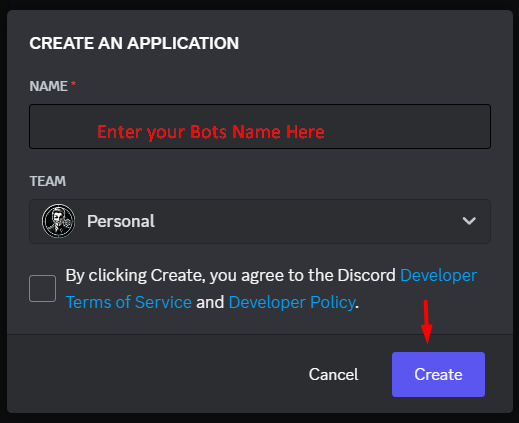 CREATE AN APPLICATION
NAME *
Enter your Bots Name Here
TEAM
Personal
By clicking Create, you agree to the Discord Developer
Terms of Service and Developer Policy.
Cancel
Create